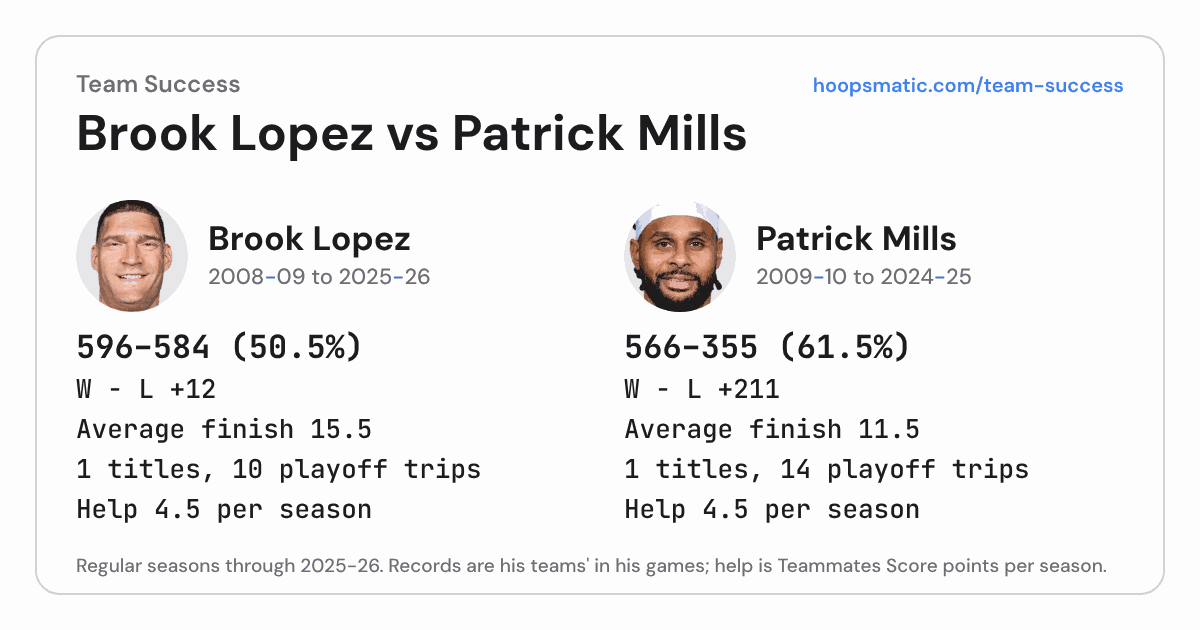 Team Success
hoopsmatic.com/team-success
Brook Lopez vs Patrick Mills
Brook Lopez
2008-09 to 2025-26
596-584 (50.5%)
W - L +12
Average finish 15.5
1 titles, 10 playoff trips
Help 4.5 per season
Patrick Mills
2009-10 to 2024-25
566-355 (61.5%)
W - L +211
Average finish 11.5
1 titles, 14 playoff trips
Help 4.5 per season
Regular seasons through 2025-26. Records are his teams' in his games; help is Teammates Score points per season.